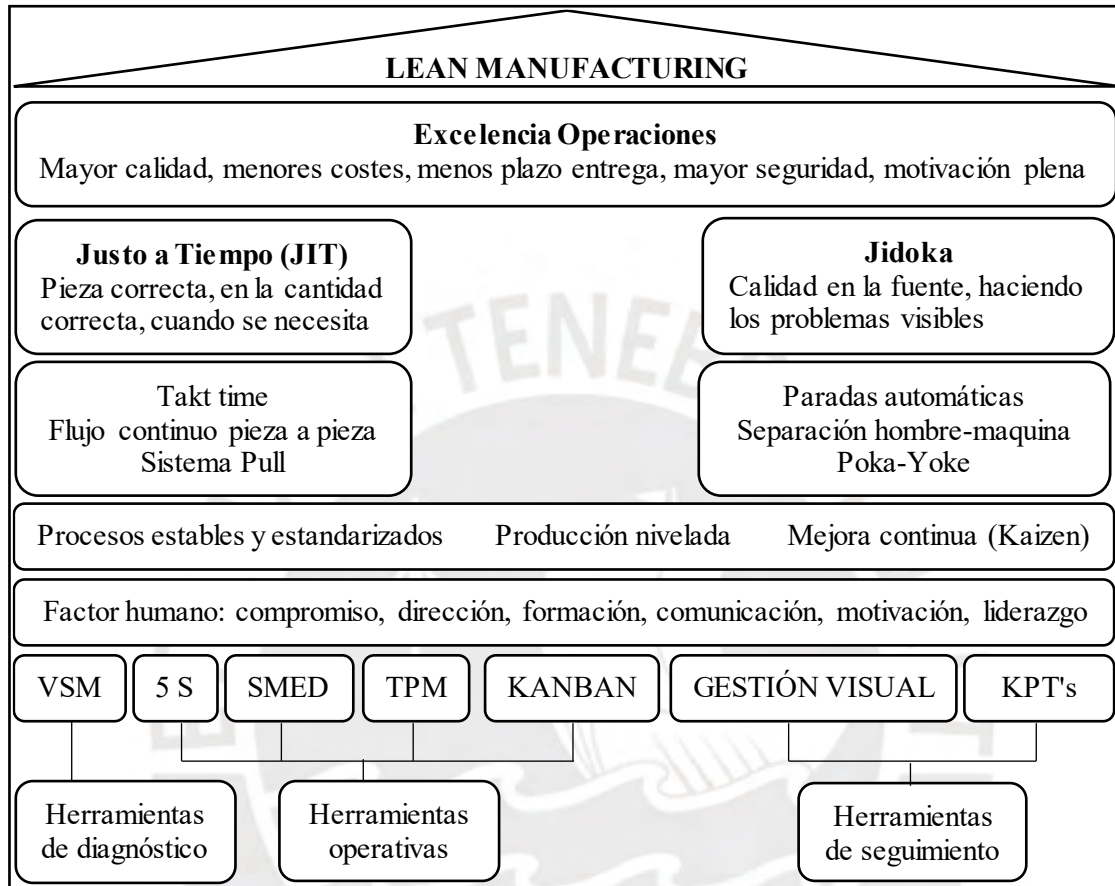 LEAN MANUFACTURING
Excelencia Operaciones
Mayor calidad, menores costes, menos plazo entrega, mayor seguridad, motivación plena
Justo a Tiempo (JIT)
Pieza correcta, en la cantidad
correcta, cuando se necesita
Jidoka
Calidad en la fuente, haciendo
los problemas visibles
Takt time
Flujo continuo pieza a pieza
Sistema Pull
Paradas automáticas
Separación hombre-maquina
Poka-Yoke
Procesos estables y estandarizados Producción nivelada Mejora continua (Kaizen)
Factor humano: compromiso, dirección, formación, comunicación, motivación, liderazgo
VSM 5 S SMED TPM KANBAN GESTIÓN VISUAL KPT's
Herramientas
de diagnóstico
Herramientas
operativas
Herramientas
de seguimiento